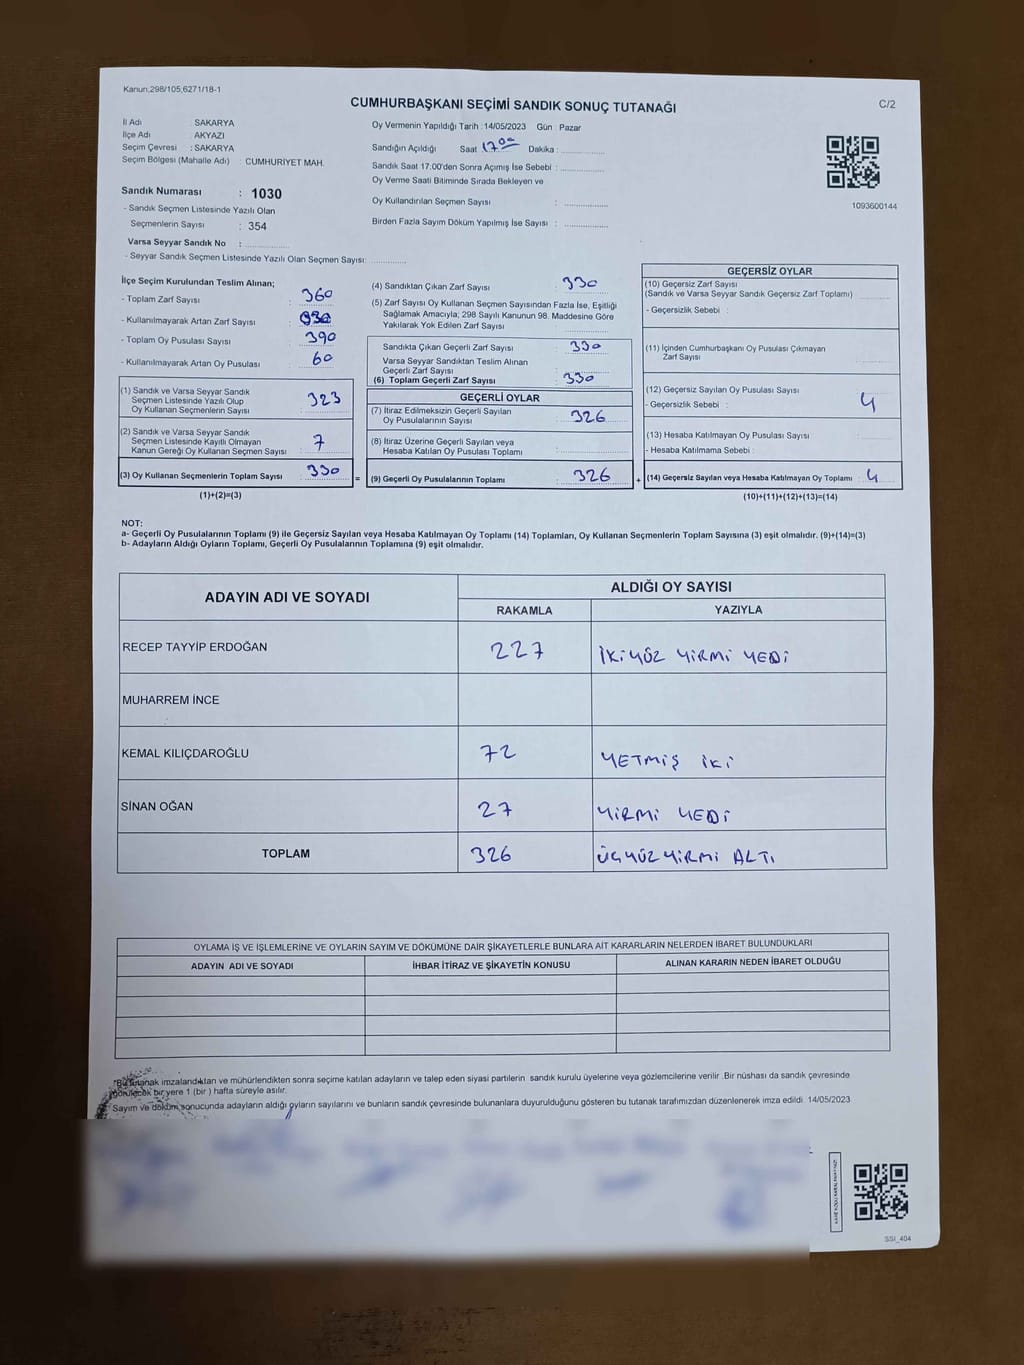 Kanun.298/105,6271/18-1
CUMHURBAŞKANI SEÇİMİ SANDIK SONUÇ TUTANAĞI
C/2
İl Adı SAKARYA
İlçe Adı AKYAZI
Seçim Çevresi : SAKARYA
Seçim Bölgesi (Mahalle Adı) : CUMHURİYET MAH.
Sandık Numarası : 1030
- Sandık Seçmen Listesinde Yazılı Olan
Seçmenlerin Sayısı : 354
Varsa Seyyar Sandık No :
- Seyyar Sandık Seçmen Listesinde Yazılı Olan Seçmen Sayısı:
Oy Vermenin Yapıldığı Tarih :14/05/2023 Gün : Pazar
Sandığın Açıldığı Saat 17.00 Dakika :
Sandık Saat 17:00'den Sonra Açımış İse Sebebi :
Oy Verme Saati Bitiminde Sırada Bekleyen ve
Oy Kullandırılan Seçmen Sayısı :
Birden Fazla Sayım Döküm Yapılmış İse Sayısı :
1093600144
İlçe Seçim Kurulundan Teslim Alınan;
- Toplam Zarf Sayısı : 360
- Kullanılmayarak Artan Zarf Sayısı :
- Toplam Oy Pusulası Sayısı : 390
- Kullanılmayarak Artan Oy Pusulası : 60
(1) Sandık ve Varsa Seyyar Sandık
Seçmen Listesinde Yazılı Olup
Oy Kullanan Seçmenlerin Sayısı : 323
(2) Sandık ve Varsa Seyyar Sandık
Seçmen Listesinde Kayıtlı Olmayan
Kanun Gereği Oy Kullanan Seçmen Sayısı : 7
(3) Oy Kullanan Seçmenlerin Toplam Sayısı : 330
(1)+(2)=(3)
(4) Sandıktan Çıkan Zarf Sayısı : 330
(5) Zarf Sayısı Oy Kullanan Seçmen Sayısından Fazla İse, Eşitliği
Sağlamak Amacıyla; 298 Sayılı Kanunun 98. Maddesine Göre
Yakılarak Yok Edilen Zarf Sayısı
Sandıkta Çıkan Geçerli Zarf Sayısı : 330
Varsa Seyyar Sandıktan Teslim Alınan
Geçerli Zarf Sayısı
(6) Toplam Geçerli Zarf Sayısı : 330
GEÇERLİ OYLAR
(7) İtiraz Edilmeksizin Geçerli Sayılan
Oy Pusulalarının Sayısı : 326
(8) İtiraz Üzerine Geçerli Sayılan veya
Hesaba Katılan Oy Pusulası Toplamı :
= (9) Geçerli Oy Pusulalarının Toplamı : 326
GEÇERSİZ OYLAR
(10) Geçersiz Zarf Sayısı
(Sandık ve Varsa Seyyar Sandık Geçersiz Zarf Toplamı)
- Geçersizlik Sebebi :
(11) İçinden Cumhurbaşkanı Oy Pusulası Çıkmayan
Zarf Sayısı
(12) Geçersiz Sayılan Oy Pusulası Sayısı
- Geçersizlik Sebebi : 4
(13) Hesaba Katılmayan Oy Pusulası Sayısı
- Hesaba Katılmama Sebebi :
+ (14) Geçersiz Sayılan veya Hesaba Katılmayan Oy Toplamı : 4
(10)+(11)+(12)+(13)=(14)
NOT:
a- Geçerli Oy Pusulalarının Toplamı (9) ile Geçersiz Sayılan veya Hesaba Katılmayan Oy Toplamı (14) Toplamları, Oy Kullanan Seçmenlerin Toplam Sayısına (3) eşit olmalıdır. (9)+(14)=(3)
b- Adayların Aldığı Oyların Toplamı, Geçerli Oy Pusulalarının Toplamına (9) eşit olmalıdır.
ADAYIN ADI VE SOYADI
ALDIĞI OY SAYISI
RAKAMLA YAZIYLA
RECEP TAYYİP ERDOĞAN 227 İKİYÜZ YİRMİ YEDİ
MUHARREM İNCE
KEMAL KILIÇDAROĞLU 72 YETMİŞ İKİ
SİNAN OĞAN 27 YİRMİ YEDİ
TOPLAM 326 ÜÇYÜZ YİRMİ ALTI
OYLAMA İŞ VE İŞLEMLERİNE VE OYLARIN SAYIM VE DÖKÜMÜNE DAİR ŞİKAYETLERLE BUNLARA AİT KARARLARIN NELERDEN İBARET BULUNDUKLARI
ADAYIN ADI VE SOYADI İHBAR İTİRAZ VE ŞİKAYETİN KONUSU ALINAN KARARIN NEDEN İBARET OLDUĞU
*Bu tutanak imzalandıktan ve mühürlendikten sonra seçime katılan adayların ve talep eden siyasi partilerin sandık kurulu üyelerine veya gözlemcilerine verilir .Bir nüshası da sandık çevresinde
görülecek bir yere 1 (bir ) hafta süreyle asılır.
Sayım ve döküm sonucunda adayların aldığı oyların sayılarını ve bunların sandık çevresinde bulunanlara duyurulduğunu gösteren bu tutanak tarafımızdan düzenlenerek imza edildi 14/05/2023
SSI_404